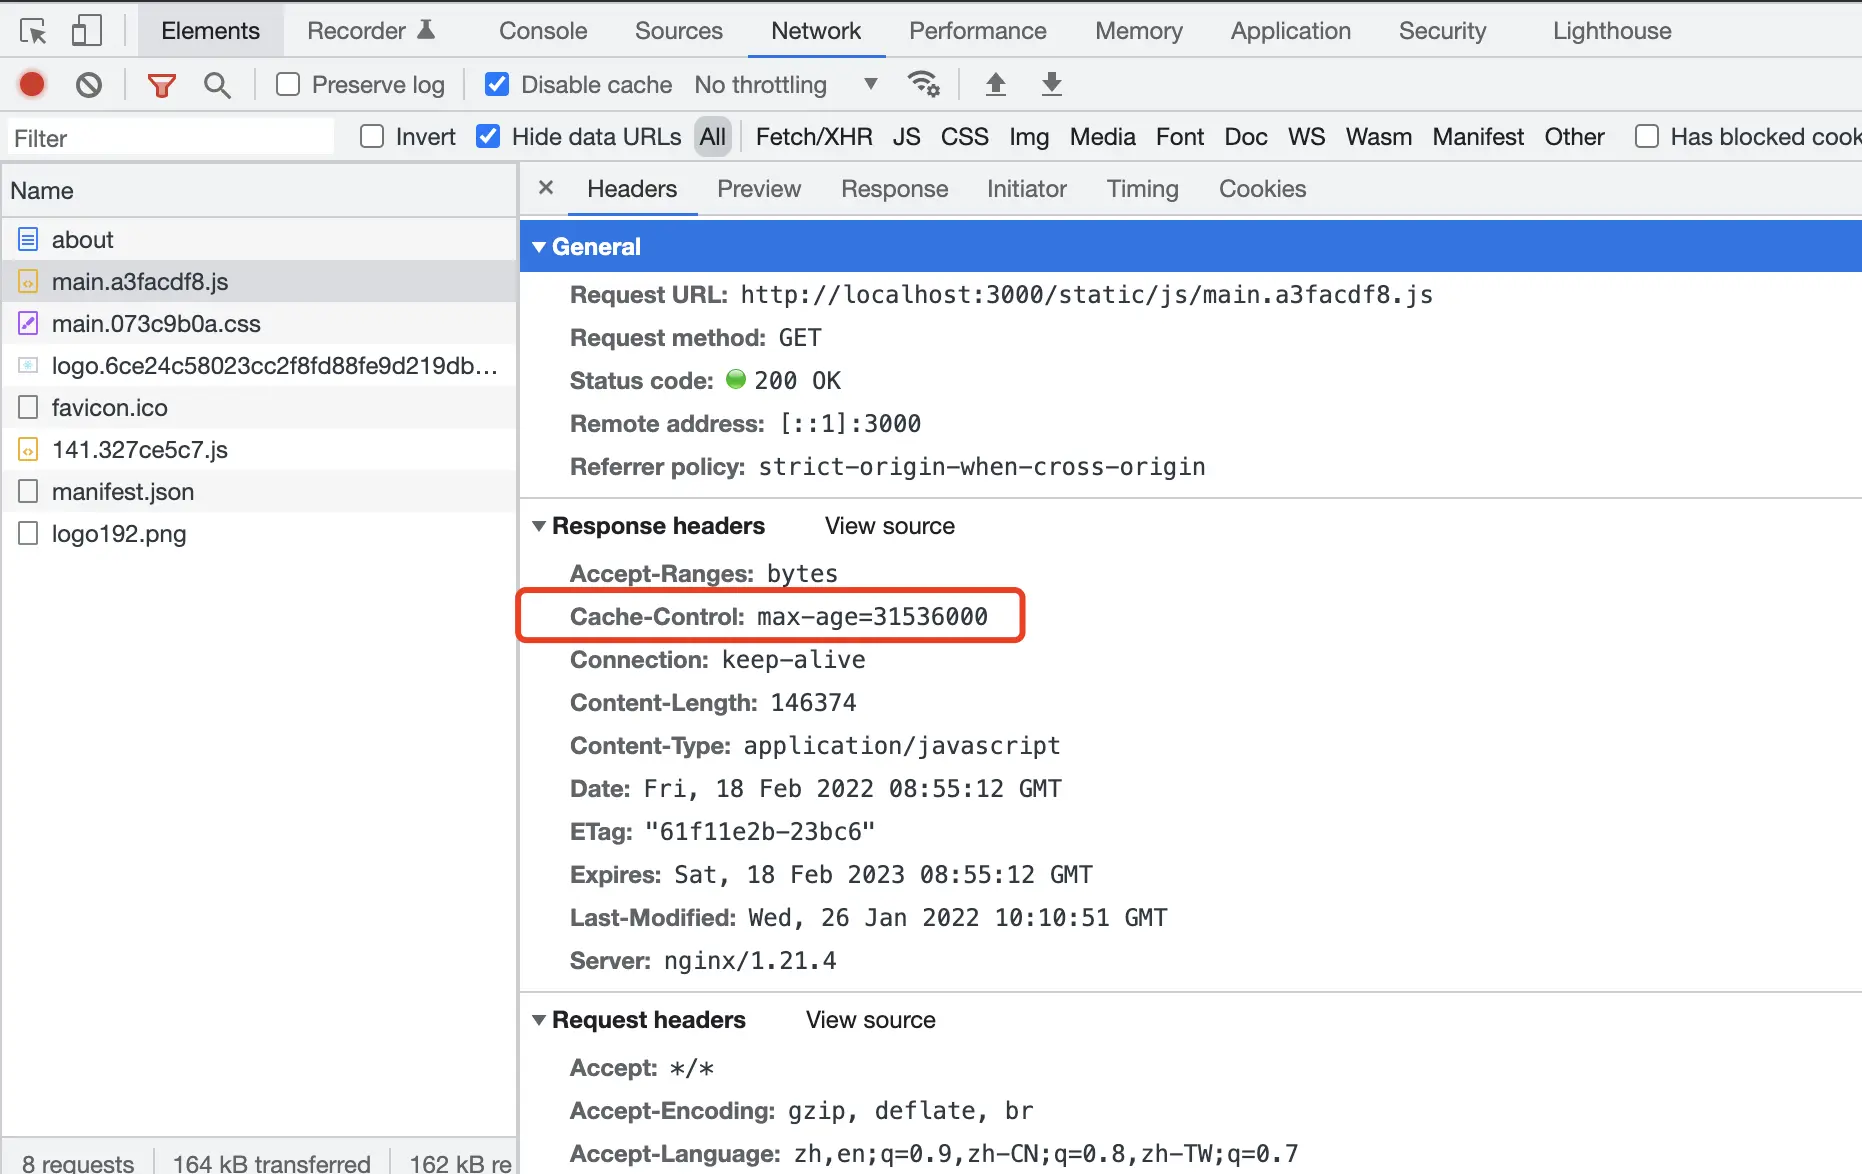 Elements Recorder Console Sources Network Performance Memory Application Security Lighthouse
Preserve log Disable cache No throttling
Filter Invert Hide data URLs All Fetch/XHR JS CSS Img Media Font Doc WS Wasm Manifest Other Has blocked cook
Name
about
main.a3facdf8.js
main.073c9b0a.css
logo.6ce24c58023cc2f8fd88fe9d219db...
favicon.ico
141.327ce5c7.js
manifest.json
logo192.png
8 requests 164 kB transferred 162 kB re
× Headers Preview Response Initiator Timing Cookies
General
Request URL: http://localhost:3000/static/js/main.a3facdf8.js
Request method: GET
Status code: 200 OK
Remote address: [::1]:3000
Referrer policy: strict-origin-when-cross-origin
Response headers View source
Accept-Ranges: bytes
Cache-Control: max-age=31536000
Connection: keep-alive
Content-Length: 146374
Content-Type: application/javascript
Date: Fri, 18 Feb 2022 08:55:12 GMT
ETag: "61f11e2b-23bc6"
Expires: Sat, 18 Feb 2023 08:55:12 GMT
Last-Modified: Wed, 26 Jan 2022 10:10:51 GMT
Server: nginx/1.21.4
Request headers View source
Accept: */*
Accept-Encoding: gzip, deflate, br
Accept-Language: zh,en;q=0.9,zh-CN;q=0.8,zh-TW;q=0.7